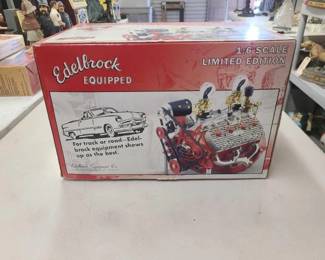 Edelbrock
EQUIPPED
1:6 SCALE
LIMITED EDITION
For track or road—Edel-
brock equipment shows
up as the best.